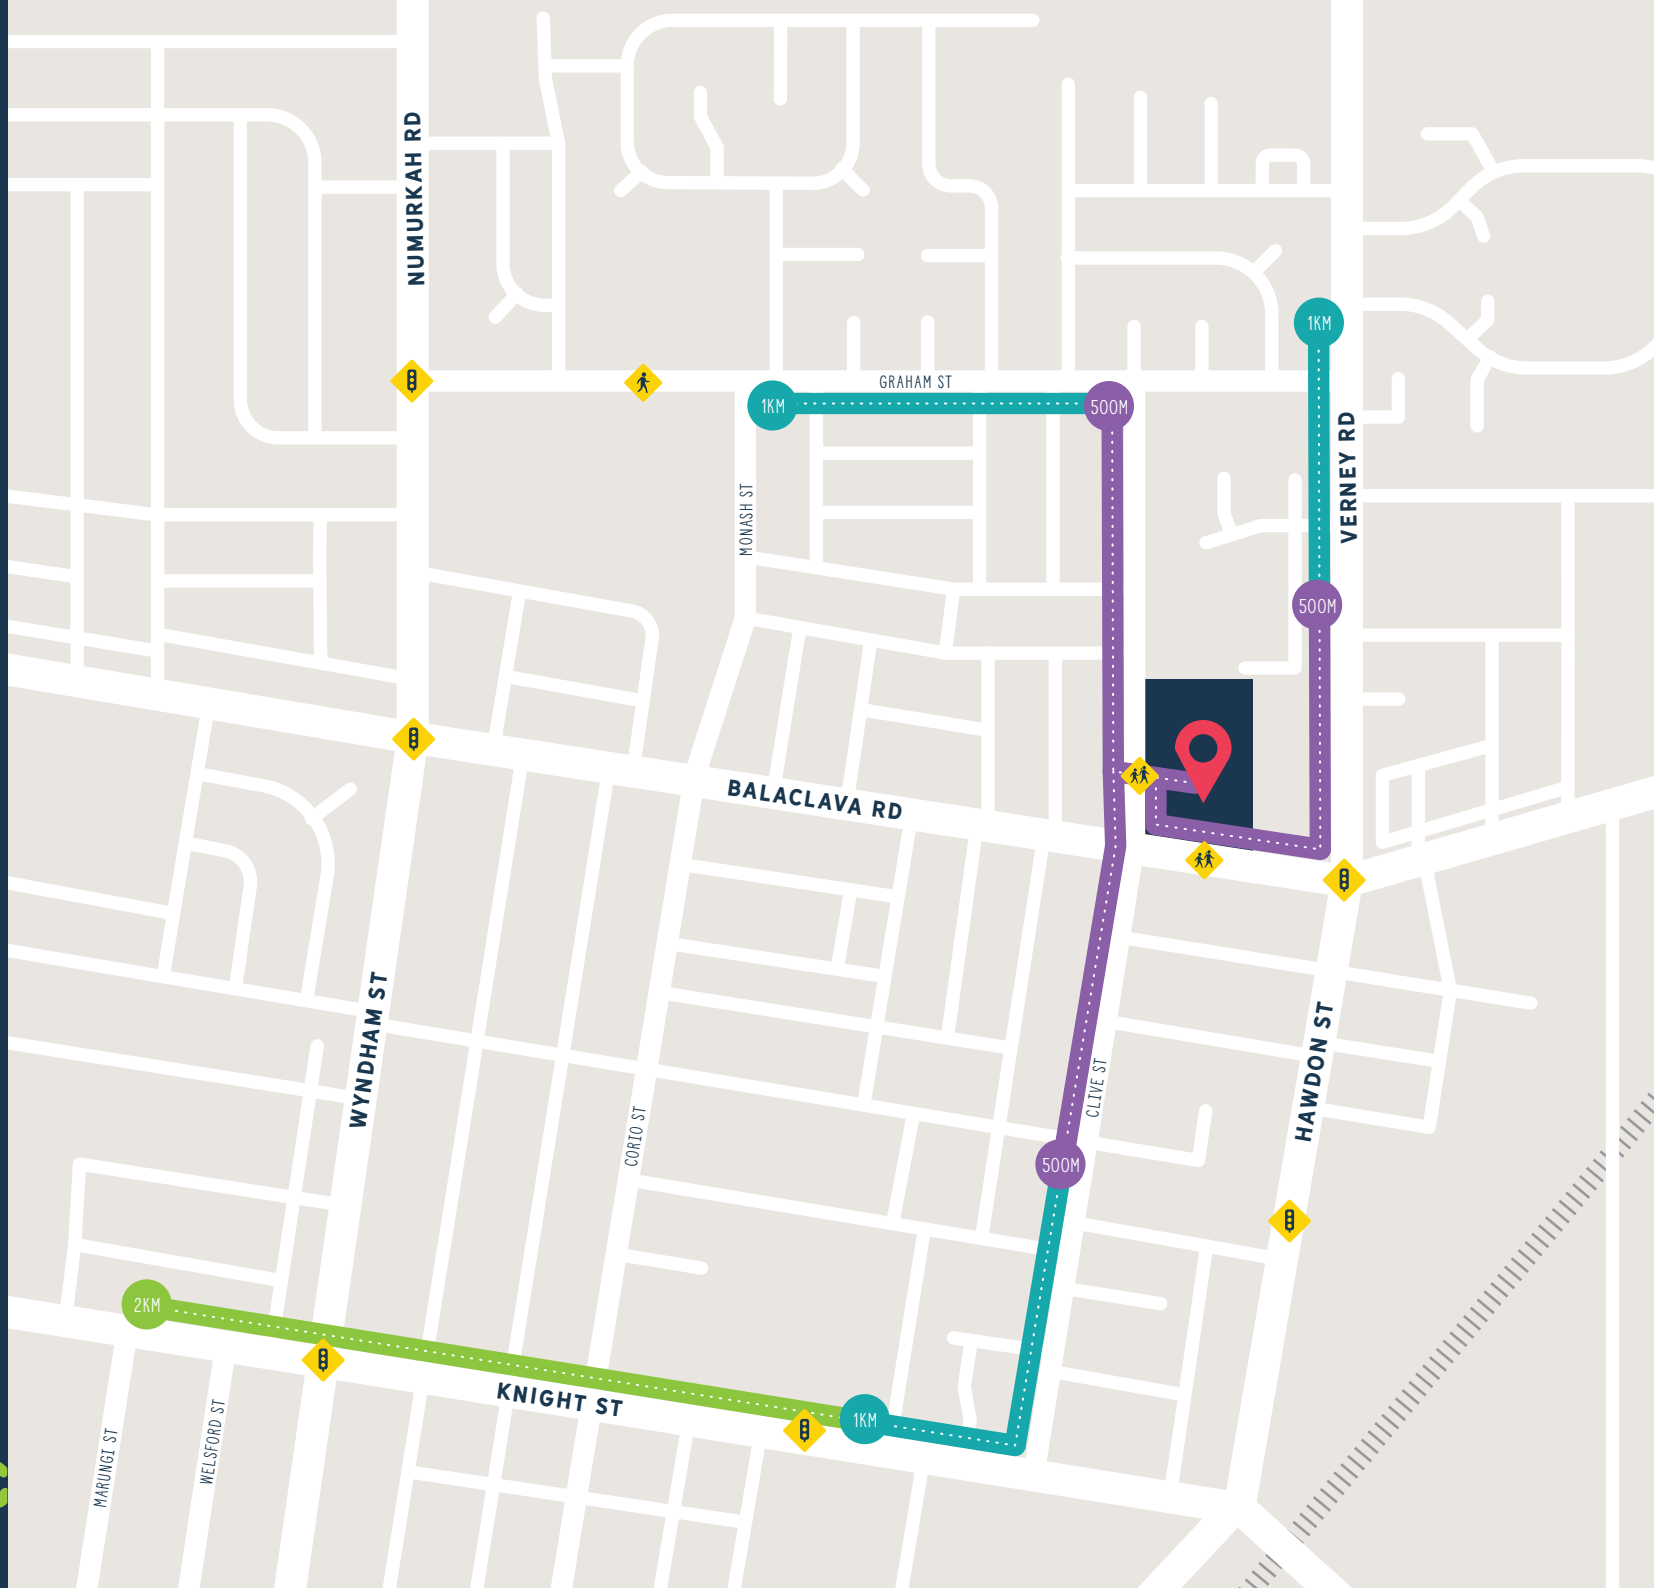 NUMURKAH RD
1KM
GRAHAM ST
1KM
500M
VERNEY RD
MONASH ST
500M
BALACLAVA RD
WYNDHAM ST
HAWDON ST
CLIVE ST
CORIO ST
500M
2KM
KNIGHT ST
1KM
WELSFORD ST
MARUNGI ST